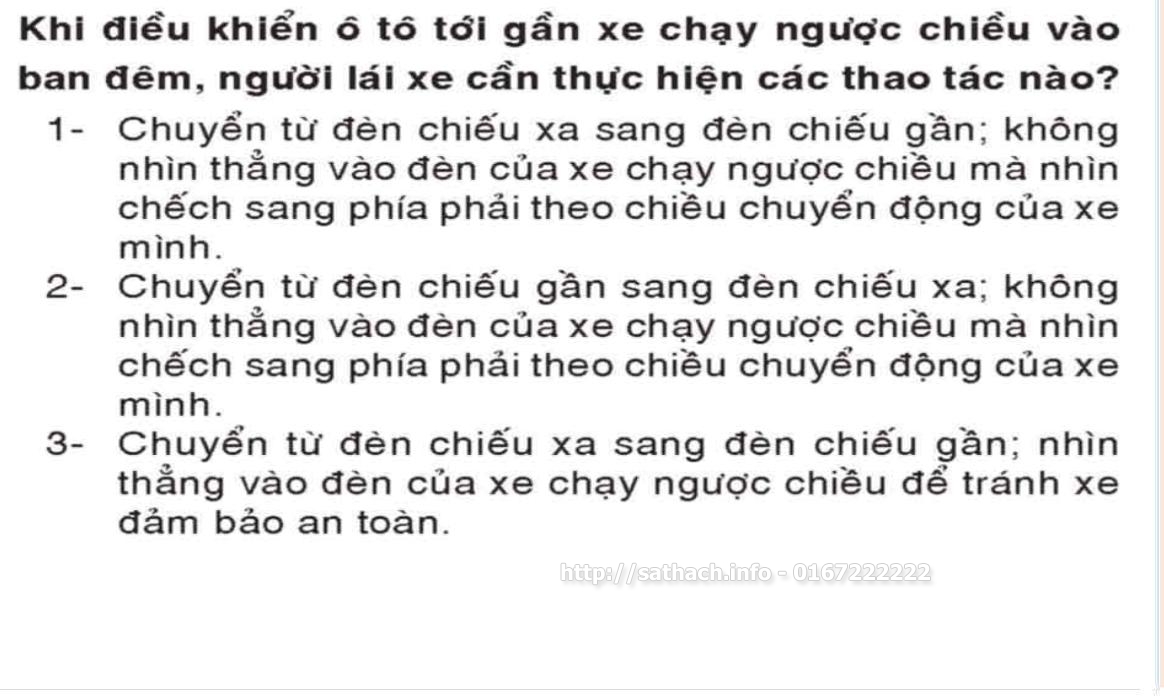 Khi điều khiển ô tô tới gần xe chạy ngược chiều vào
ban đêm, người lái xe cần thực hiện các thao tác nào?
1- Chuyển từ đèn chiếu xa sang đèn chiếu gần; không
nhìn thẳng vào đèn của xe chạy ngược chiều mà nhìn
chếch sang phía phải theo chiều chuyển động của xe
mình.
2- Chuyển từ đèn chiếu gần sang đèn chiếu xa; không
nhìn thẳng vào đèn của xe chạy ngược chiều mà nhìn
chếch sang phía phải theo chiều chuyển động của xe
mình.
3- Chuyển từ đèn chiếu xa sang đèn chiếu gần; nhìn
thẳng vào đèn của xe chạy ngược chiều để tránh xe
đảm bảo an toàn.
http://sathach.info - 0167222222